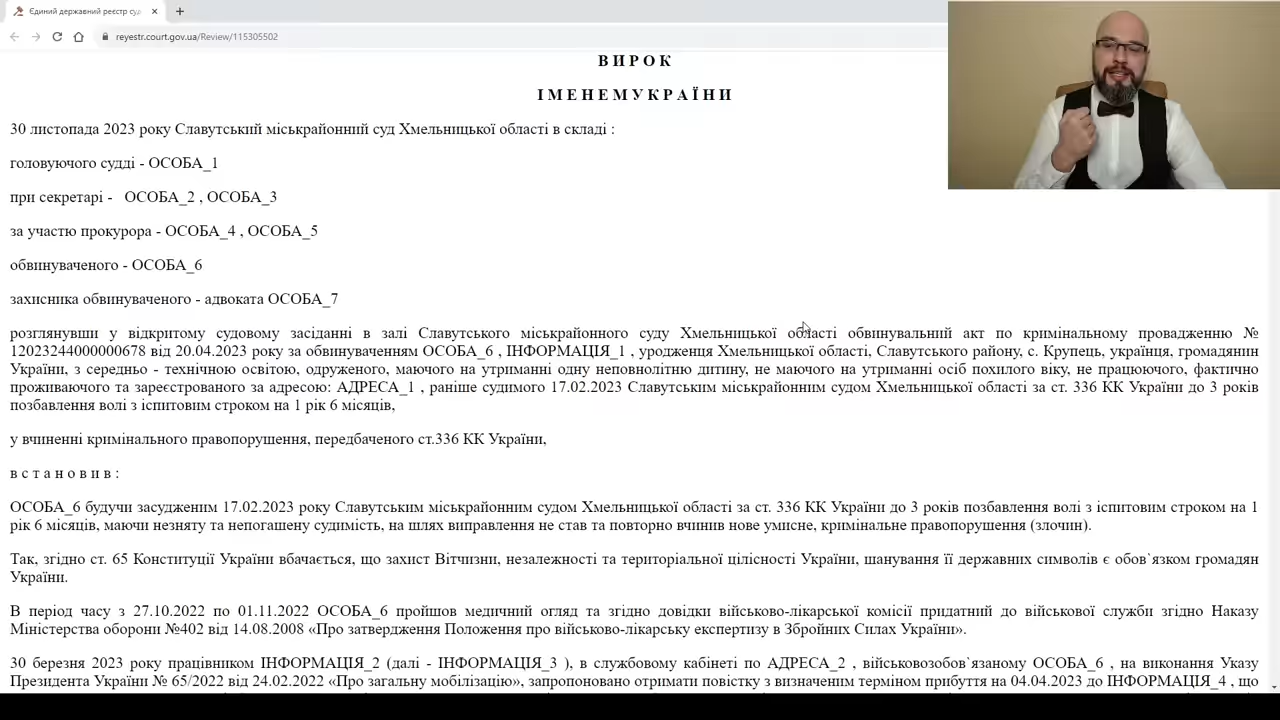 Єдиний державний реєстр суд
reyestr.court.gov.ua/Review/115305502
В И Р О К
І М Е Н Е М У К Р А Ї Н И
30 листопада 2023 року Славутський міськрайонний суд Хмельницької області в складі :
головуючого судді - ОСОБА_1
при секретарі - ОСОБА_2 , ОСОБА_3
за участю прокурора - ОСОБА_4 , ОСОБА_5
обвинуваченого - ОСОБА_6
захисника обвинуваченого - адвоката ОСОБА_7
розглянувши у відкритому судовому засіданні в залі Славутського міськрайонного суду Хмельницької області обвинувальний акт по кримінальному провадженню №
12023244000000678 від 20.04.2023 року за обвинуваченням ОСОБА_6 , ІНФОРМАЦІЯ_1 , уродженця Хмельницької області, Славутського району, с. Крупець, українця, громадянин
України, з середньо - технічною освітою, одруженого, маючого на утриманні одну неповнолітню дитину, не маючого на утриманні осіб похилого віку, не працюючого, фактично
проживаючого та зареєстрованого за адресою: АДРЕСА_1 , раніше судимого 17.02.2023 Славутським міськрайонним судом Хмельницької області за ст. 336 КК України до 3 років
позбавлення волі з іспитовим строком на 1 рік 6 місяців,
у вчиненні кримінального правопорушення, передбаченого ст.336 КК України,
в с т а н о в и в :
ОСОБА_6 будучи засудженим 17.02.2023 року Славутським міськрайонним судом Хмельницької області за ст. 336 КК України до 3 років позбавлення волі з іспитовим строком на 1
рік 6 місяців, маючи незняту та непогашену судимість, на шлях виправлення не став та повторно вчинив нове умисне, кримінальне правопорушення (злочин).
Так, згідно ст. 65 Конституції України вбачається, що захист Вітчизни, незалежності та територіальної цілісності України, шанування її державних символів є обов`язком громадян
України.
В період часу з 27.10.2022 по 01.11.2022 ОСОБА_6 пройшов медичний огляд та згідно довідки військово-лікарської комісії придатний до військової служби згідно Наказу
Міністерства оборони №402 від 14.08.2008 «Про затвердження Положення про військово-лікарську експертизу в Збройних Силах України».
30 березня 2023 року працівником ІНФОРМАЦІЯ_2 (далі - ІНФОРМАЦІЯ_3 ), в службовому кабінеті по АДРЕСА_2 , військовозобов`язаному ОСОБА_6 , на виконання Указу
Президента України № 65/2022 від 24.02.2022 «Про загальну мобілізацію», запропоновано отримати повістку з визначеним терміном прибуття на 04.04.2023 до ІНФОРМАЦІЯ_4 , що